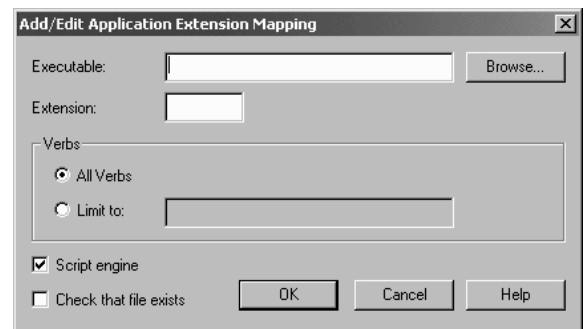 Add/Edit Application Extension Mapping
Executable:
Browse...
Extension:
Verbs
All Verbs
Limit to:
Script engine
Check that file exists
OK
Cancel
Help